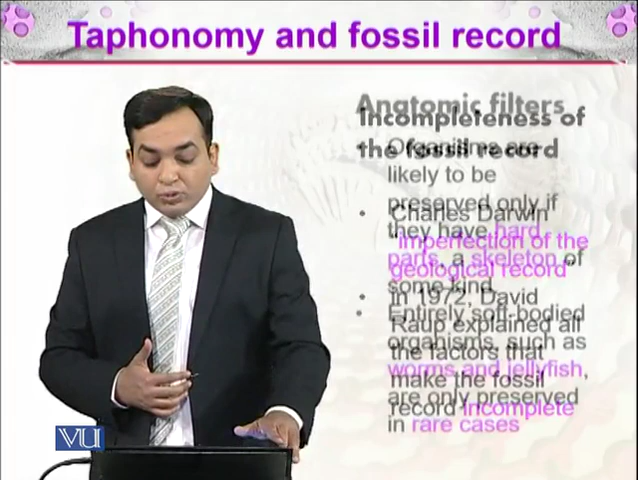 Taphonomy and fossil record
Anatomic filters
• Organisms are
likely to be
preserved only if
they have hard
parts, a skeleton of
some kind
• Entirely soft-bodied
organisms, such as
worms and jellyfish,
are only preserved
in rare cases
Incompleteness of
the fossil record
• Charles Darwin
"imperfection of the
geological record"
• In 1972, David
Raup explained all
the factors that
make the fossil
record incomplete
VU